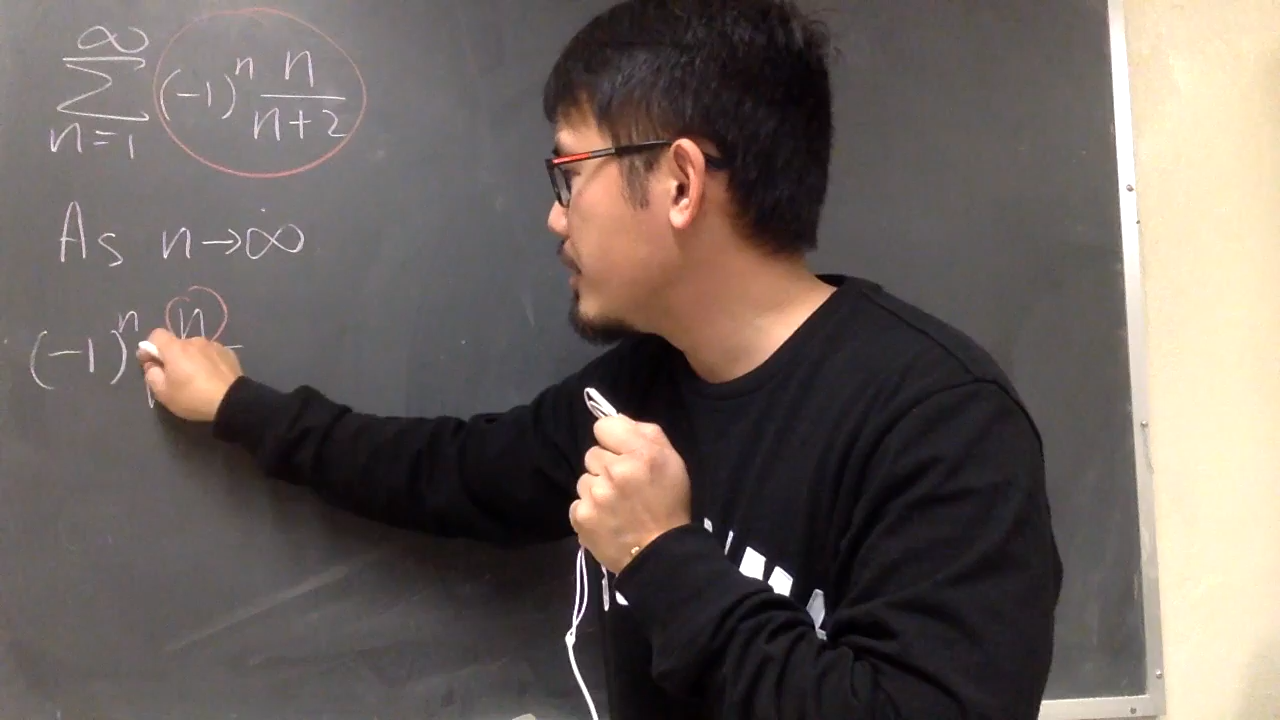 ∞
∑ (-1)^n n/(n+2)
n=1
As n→∞
(-1)^n n